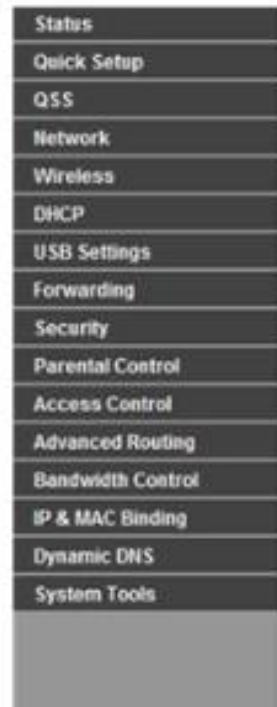 Status
Quick Setup
QSS
Network
Wireless
DHCP
USB Settings
Forwarding
Security
Parental Control
Access Control
Advanced Routing
Bandwidth Control
IP & MAC Binding
Dynamic DNS
System Tools